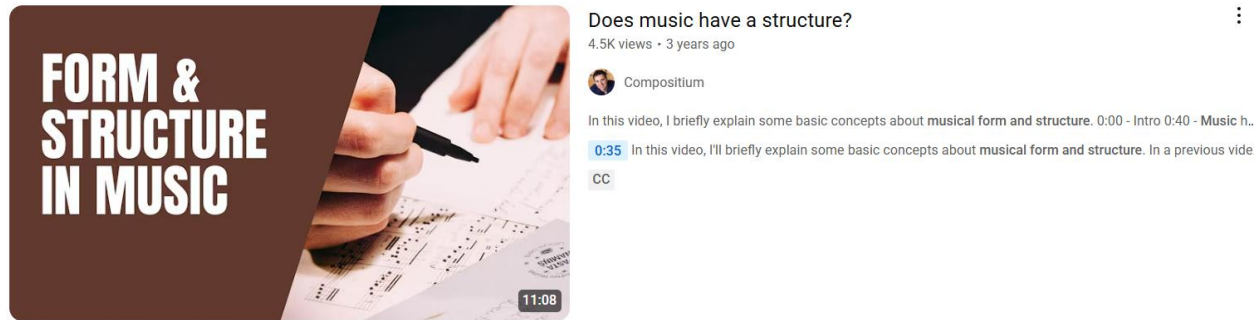 FORM &
STRUCTURE
IN MUSIC
11:08
Does music have a structure?
4.5K views • 3 years ago
Compositium
In this video, I briefly explain some basic concepts about musical form and structure. 0:00 - Intro 0:40 - Music h..
0:35 In this video, I'll briefly explain some basic concepts about musical form and structure. In a previous vide
CC